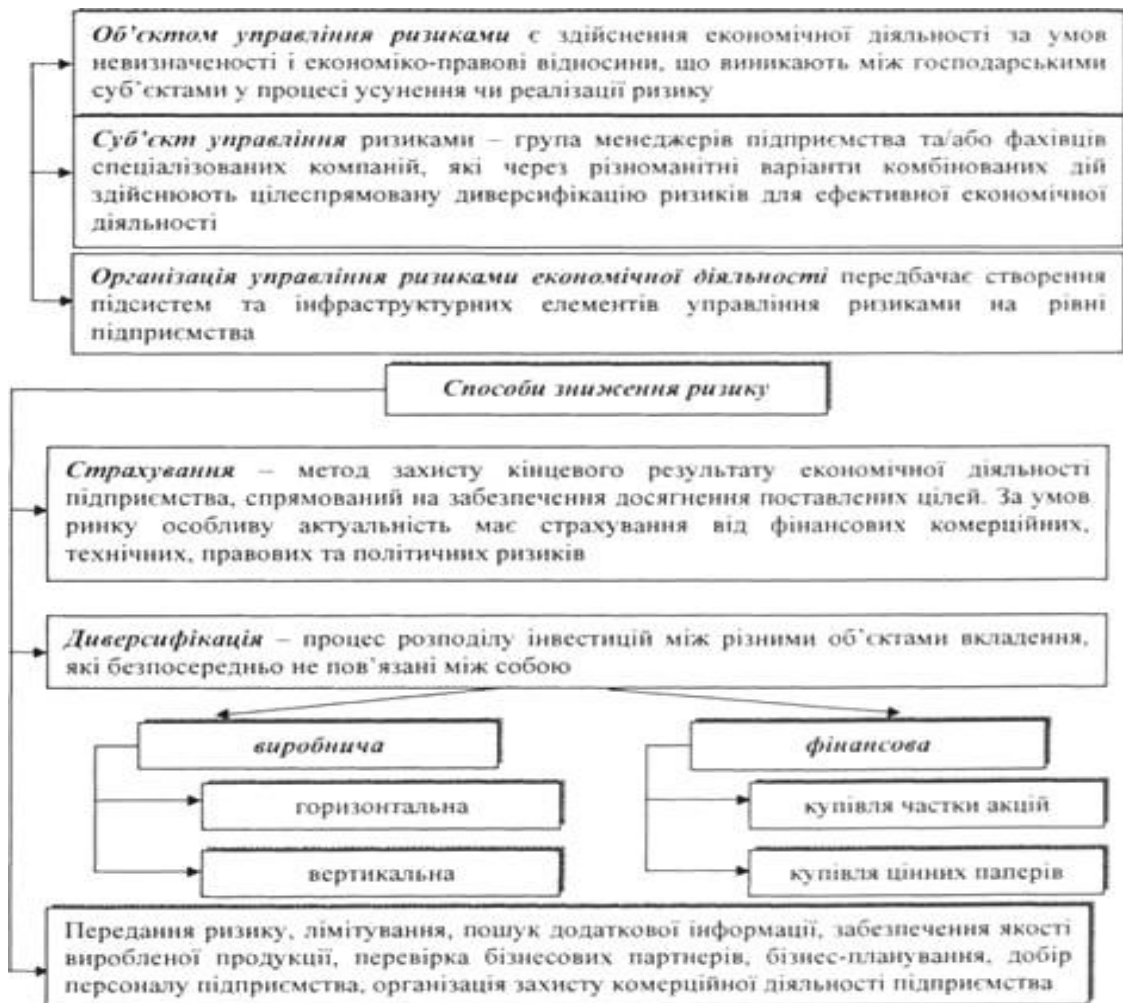 Об’єктом управління ризиками є здійснення економічної діяльності за умов
невизначеності і економіко-правові відносини, що виникають між господарськими
суб’єктами у процесі усунення чи реалізації ризику
Суб’єкт управління ризиками – група менеджерів підприємства та/або фахівців
спеціалізованих компаній, які через різноманітні варіанти комбінованих дій
здійснюють цілеспрямовану диверсифікацію ризиків для ефективної економічної
діяльності
Організація управління ризиками економічної діяльності передбачає створення
підсистем та інфраструктурних елементів управління ризиками на рівні
підприємства
Способи зниження ризику
Страхування – метод захисту кінцевого результату економічної діяльності
підприємства, спрямований на забезпечення досягнення поставлених цілей. За умов
ринку особливу актуальність має страхування від фінансових комерційних,
технічних, правових та політичних ризиків
Диверсифікація – процес розподілу інвестицій між різними об’єктами вкладення,
які безпосередньо не пов’язані між собою
виробнича
фінансова
горизонтальна
купівля частки акцій
вертикальна
купівля цінних паперів
Передання ризику, лімітування, пошук додаткової інформації, забезпечення якості
виробленої продукції, перевірка бізнесових партнерів, бізнес-планування, добір
персоналу підприємства, організація захисту комерційної діяльності підприємства